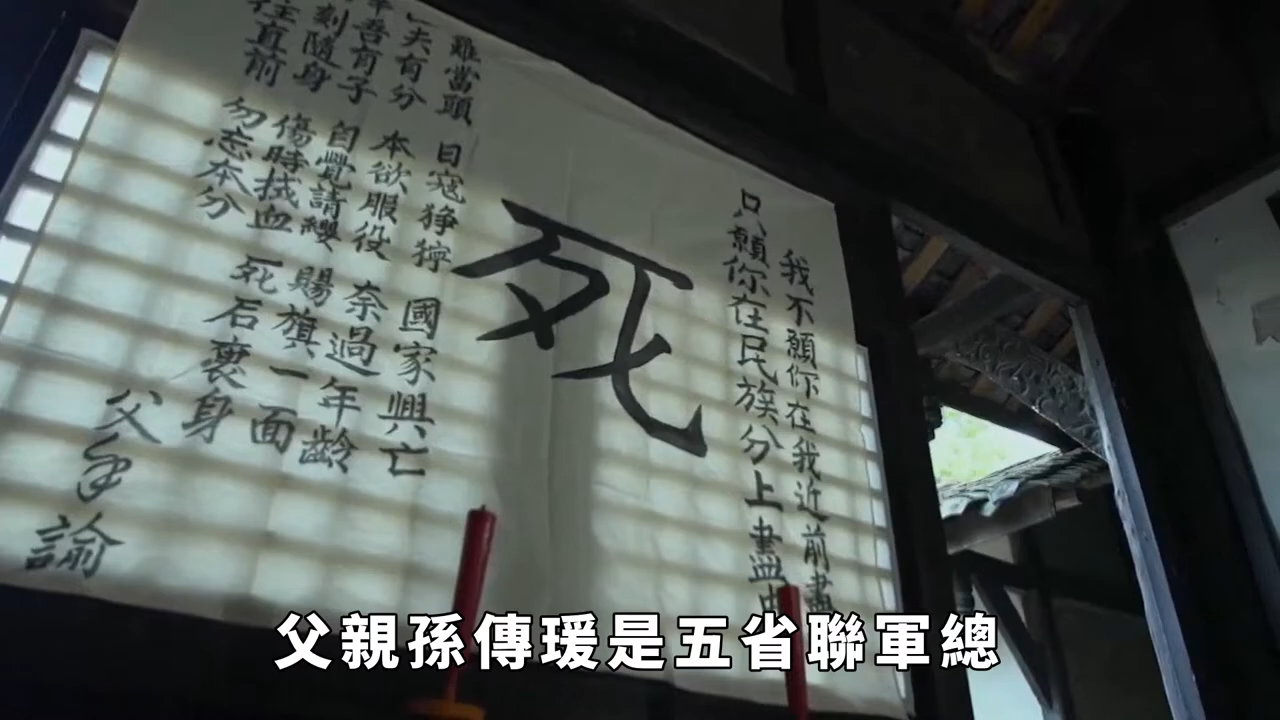 我不願你在我近前盡
只願你在民族分上盡
死
難當頭 日寇猙獰 國家興亡
夫有分 本欲服役 奈過年齡
吾有子 自覺請纓 賜旗一面
刻隨身 傷時拭血 死后裹身
往直前 勿忘本分
父手諭
父親孫傳瑗是五省聯軍總